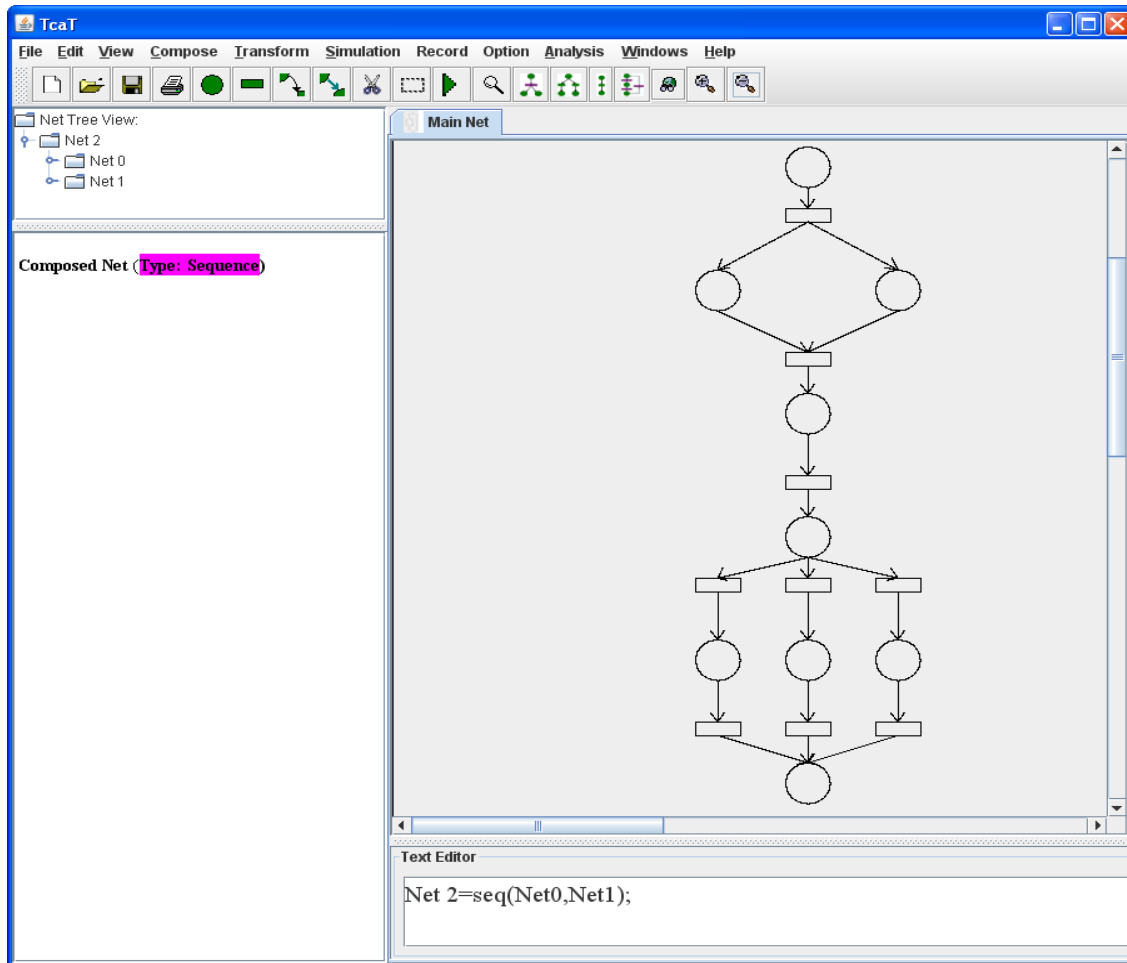 TcaT
File Edit View Compose Transform Simulation Record Option Analysis Windows Help
Net Tree View:
Net 2
Net 0
Net 1
Composed Net (Type: Sequence)
Main Net
Text Editor
Net 2=seq(Net0,Net1);